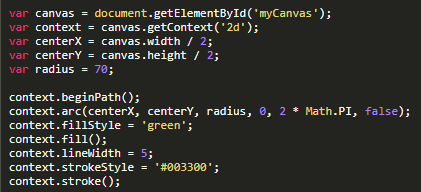 var canvas = document.getElementById('myCanvas');
var context = canvas.getContext('2d');
var centerX = canvas.width / 2;
var centerY = canvas.height / 2;
var radius = 70;

context.beginPath();
context.arc(centerX, centerY, radius, 0, 2 * Math.PI, false);
context.fillStyle = 'green';
context.fill();
context.lineWidth = 5;
context.strokeStyle = '#003300';
context.stroke();